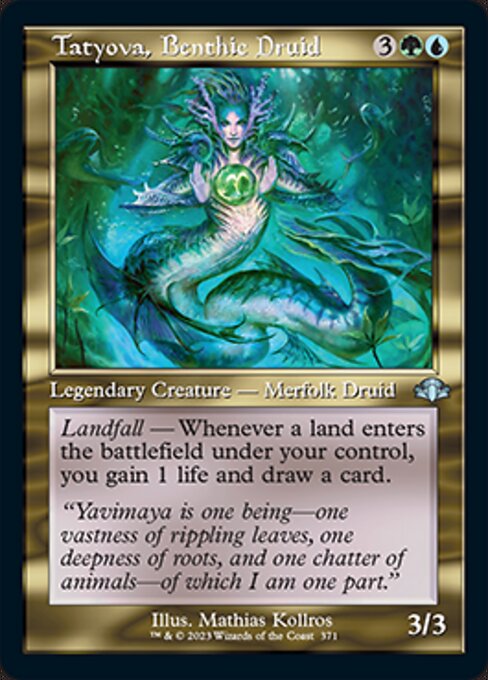 Tatyova, Benthic Druid 3
Legendary Creature — Merfolk Druid
Landfall — Whenever a land enters
the battlefield under your control,
you gain 1 life and draw a card.
“Yavimaya is one being—one
vastness of rippling leaves, one
deepness of roots, and one chatter of
animals—of which I am one part.”
Illus. Mathias Kollros
™ & © 2023 Wizards of the Coast 371
3/3